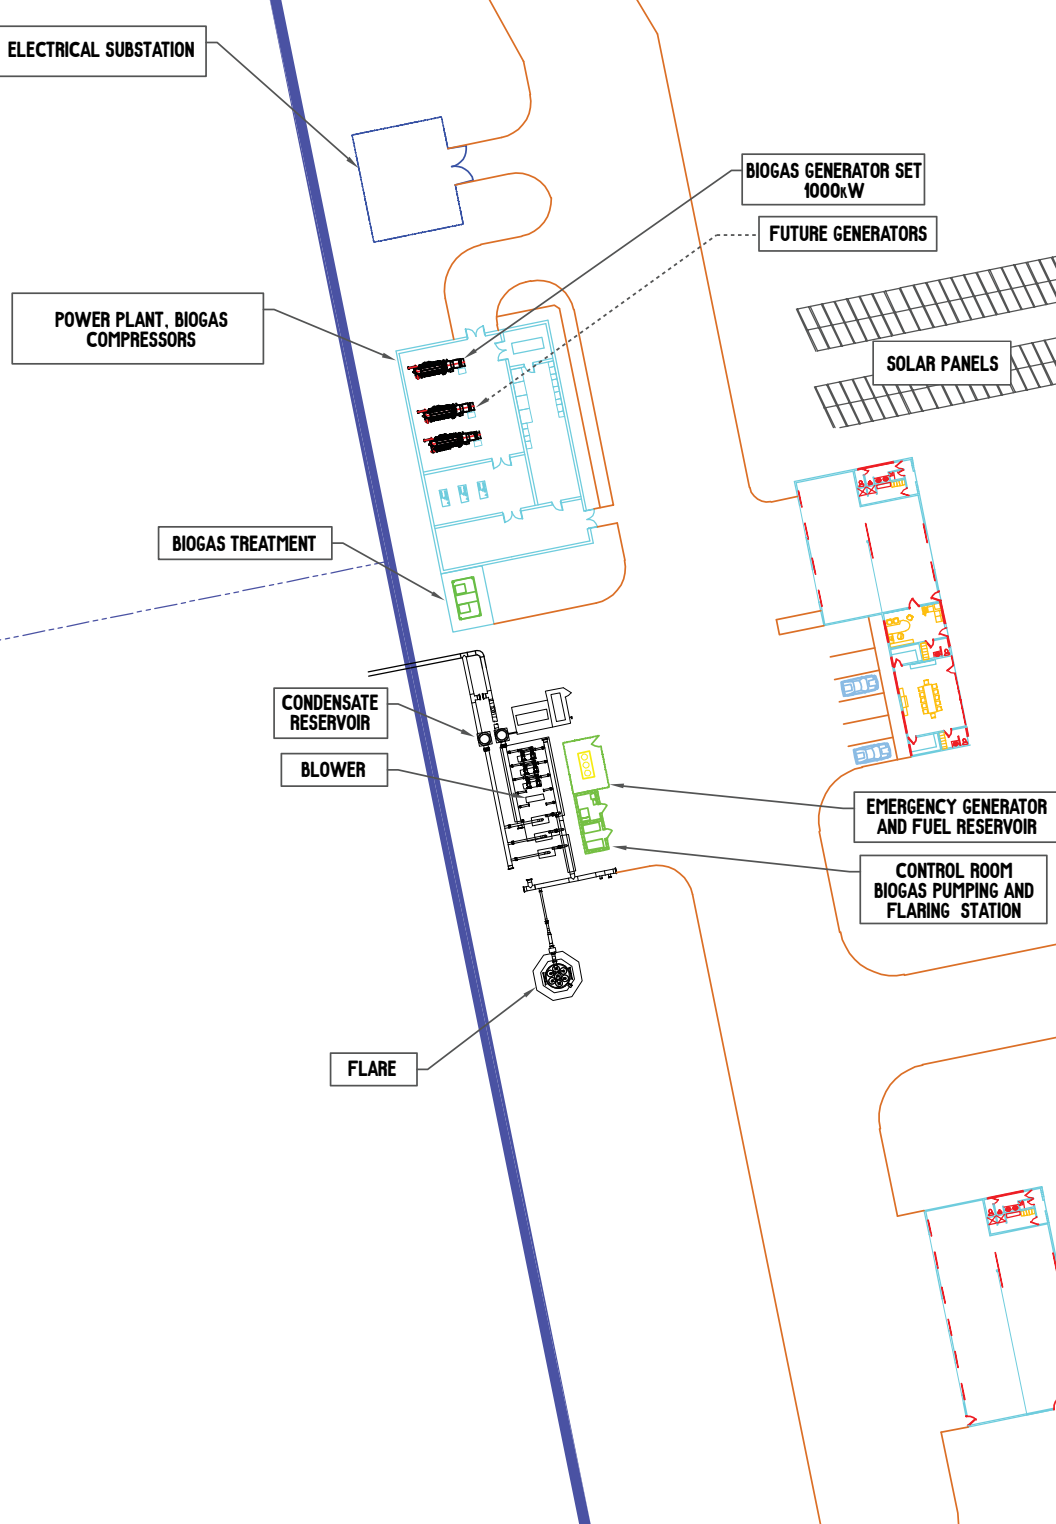 ELECTRICAL SUBSTATION
BIOGAS GENERATOR SET
1000kW
FUTURE GENERATORS
POWER PLANT, BIOGAS
COMPRESSORS
SOLAR PANELS
BIOGAS TREATMENT
CONDENSATE
RESERVOIR
BLOWER
EMERGENCY GENERATOR
AND FUEL RESERVOIR
CONTROL ROOM
BIOGAS PUMPING AND
FLARING STATION
FLARE